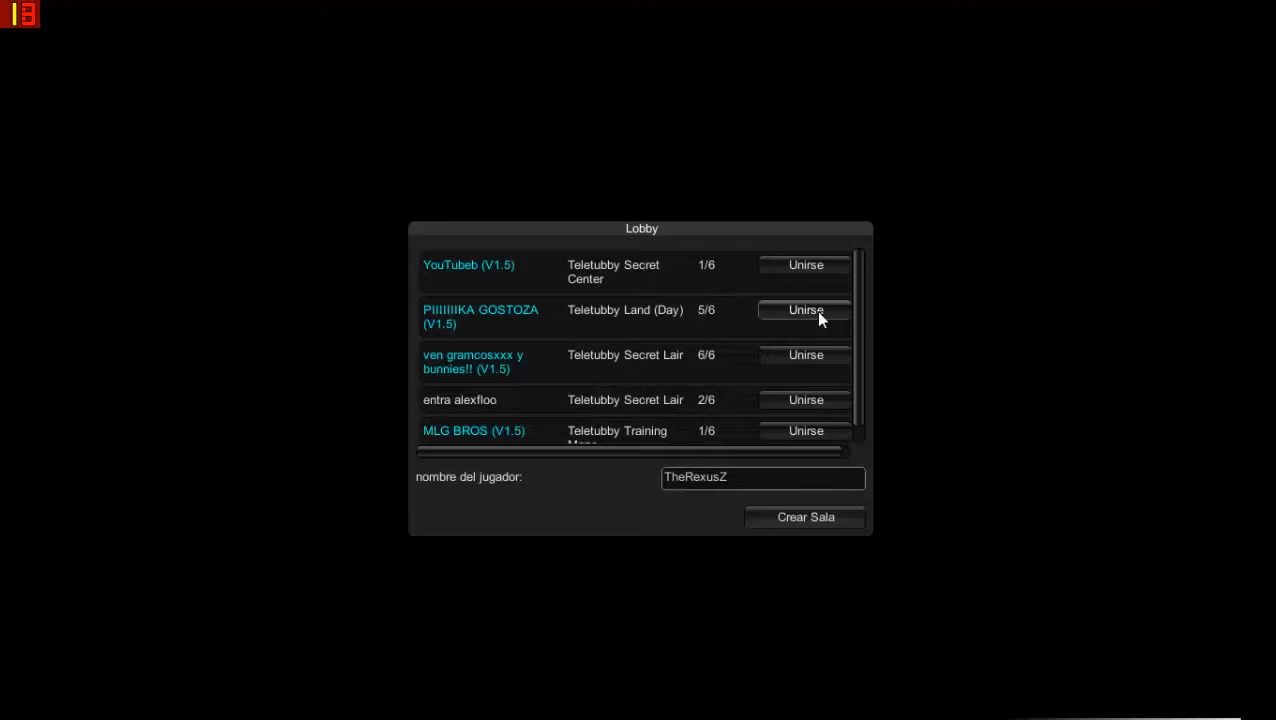 Lobby
YouTubeb (V1.5) Teletubby Secret 1/6 Unirse
Center
PIIIIIIIKA GOSTOZA Teletubby Land (Day) 5/6 Unirse
(V1.5)
ven gramcosxxx y Teletubby Secret Lair 6/6 Unirse
bunnies!! (V1.5)
entra alexfloo Teletubby Secret Lair 2/6 Unirse
MLG BROS (V1.5) Teletubby Training 1/6 Unirse
nombre del jugador: TheRexusZ
Crear Sala